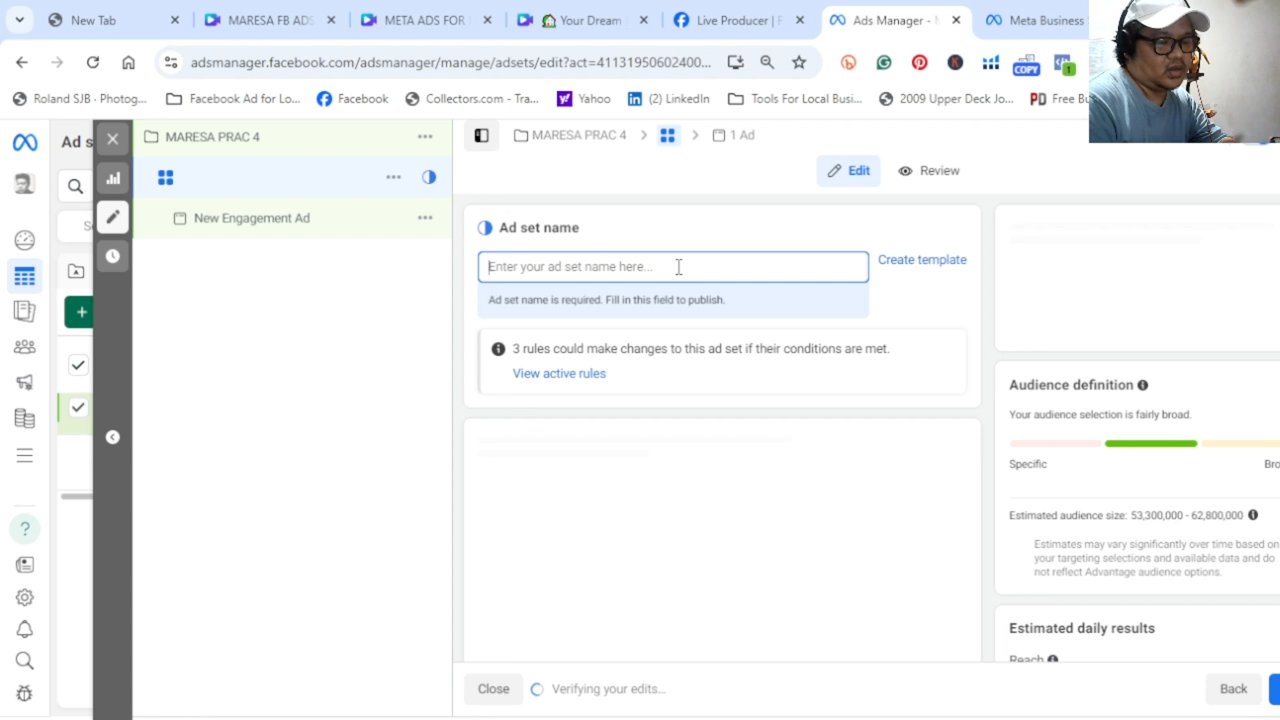 New Tab
MARESA FB ADS
META ADS FOR
Your Dream
Live Producer | F
Ads Manager - M
Meta Business
adsmanager.facebook.com/adsmanager/manage/adsets/edit?act=41131950602400...
COPY
1
Roland SJB - Photog...
Facebook Ad for Lo...
Facebook
Collectors.com - Tra...
Yahoo
(2) LinkedIn
Tools For Local Busi...
2009 Upper Deck Jo...
PD Free Bu
Ad s
MARESA PRAC 4
New Engagement Ad
MARESA PRAC 4
1 Ad
Edit
Review
Ad set name
Enter your ad set name here...
Create template
Ad set name is required. Fill in this field to publish.
3 rules could make changes to this ad set if their conditions are met.
View active rules
Audience definition
Your audience selection is fairly broad.
Specific
Bro
Estimated audience size: 53,300,000 - 62,800,000
Estimates may vary significantly over time based on
your targeting selections and available data and do
not reflect Advantage audience options.
Estimated daily results
Reach
Close
Verifying your edits...
Back